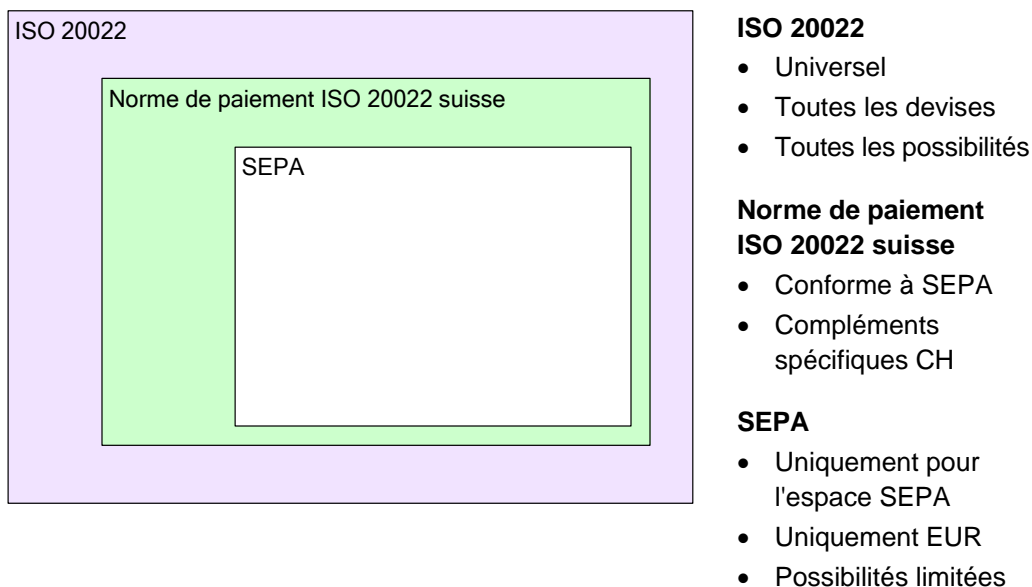 ISO 20022
Norme de paiement ISO 20022 suisse
SEPA
ISO 20022
• Universel
• Toutes les devises
• Toutes les possibilités
Norme de paiement
ISO 20022 suisse
• Conforme à SEPA
• Compléments
spécifiques CH
SEPA
• Uniquement pour
l'espace SEPA
• Uniquement EUR
• Possibilités limitées